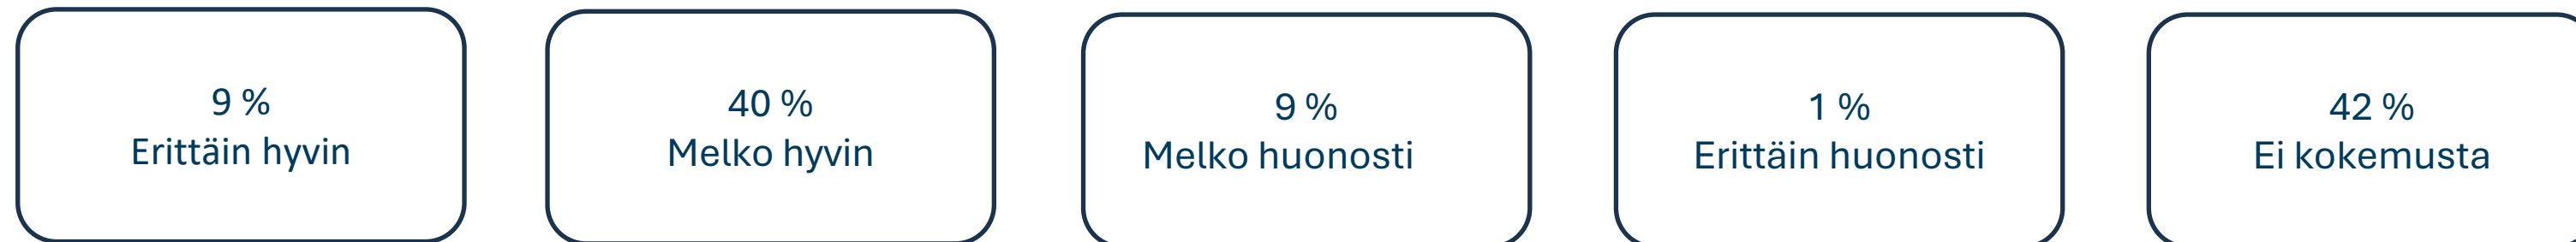 9 %
Erittäin hyvin
40 %
Melko hyvin
9 %
Melko huonosti
1 %
Erittäin huonosti
42 %
Ei kokemusta